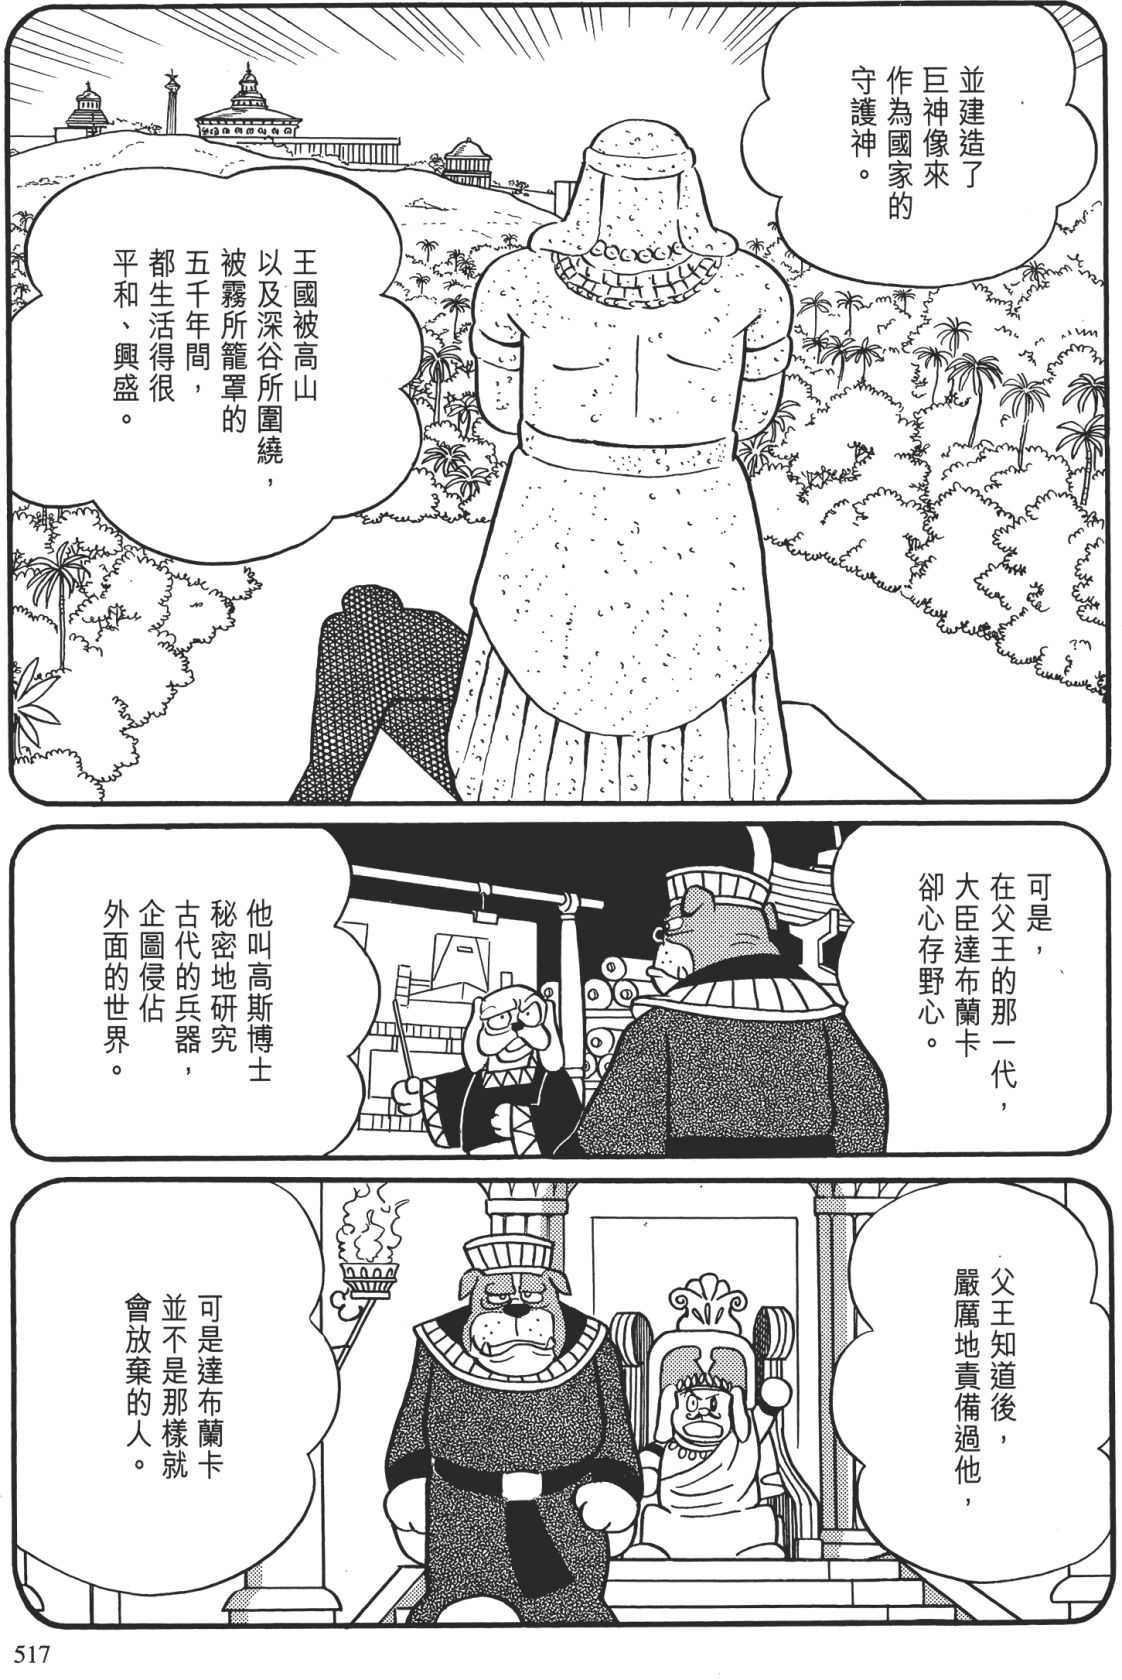 並建造了
巨神像來
作為國家的
守護神。
王國被高山
以及深谷所圍繞，
被霧所籠罩的
五千年間，
都生活得很
平和、興盛。
可是，
在父王的那一代，
大臣達布蘭卡
卻心存野心。
他叫高斯博士
秘密地研究
古代的兵器，
企圖侵佔
外面的世界。
父王知道後，
嚴厲地責備過他，
可是達布蘭卡
並不是那樣就
會放棄的人。
517